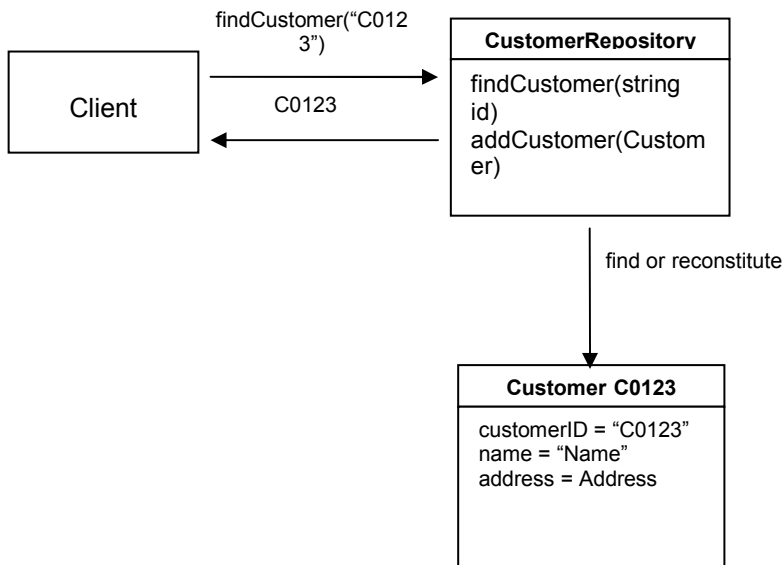 findCustomer(“C012
3”)
CustomerRepository
Client
C0123
findCustomer(string
id)
addCustomer(Custom
er)
find or reconstitute
Customer C0123
customerID = “C0123”
name = “Name”
address = Address